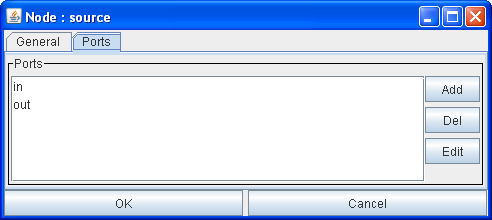 Node : source
General Ports
Ports
in
out
Add
Del
Edit
OK Cancel